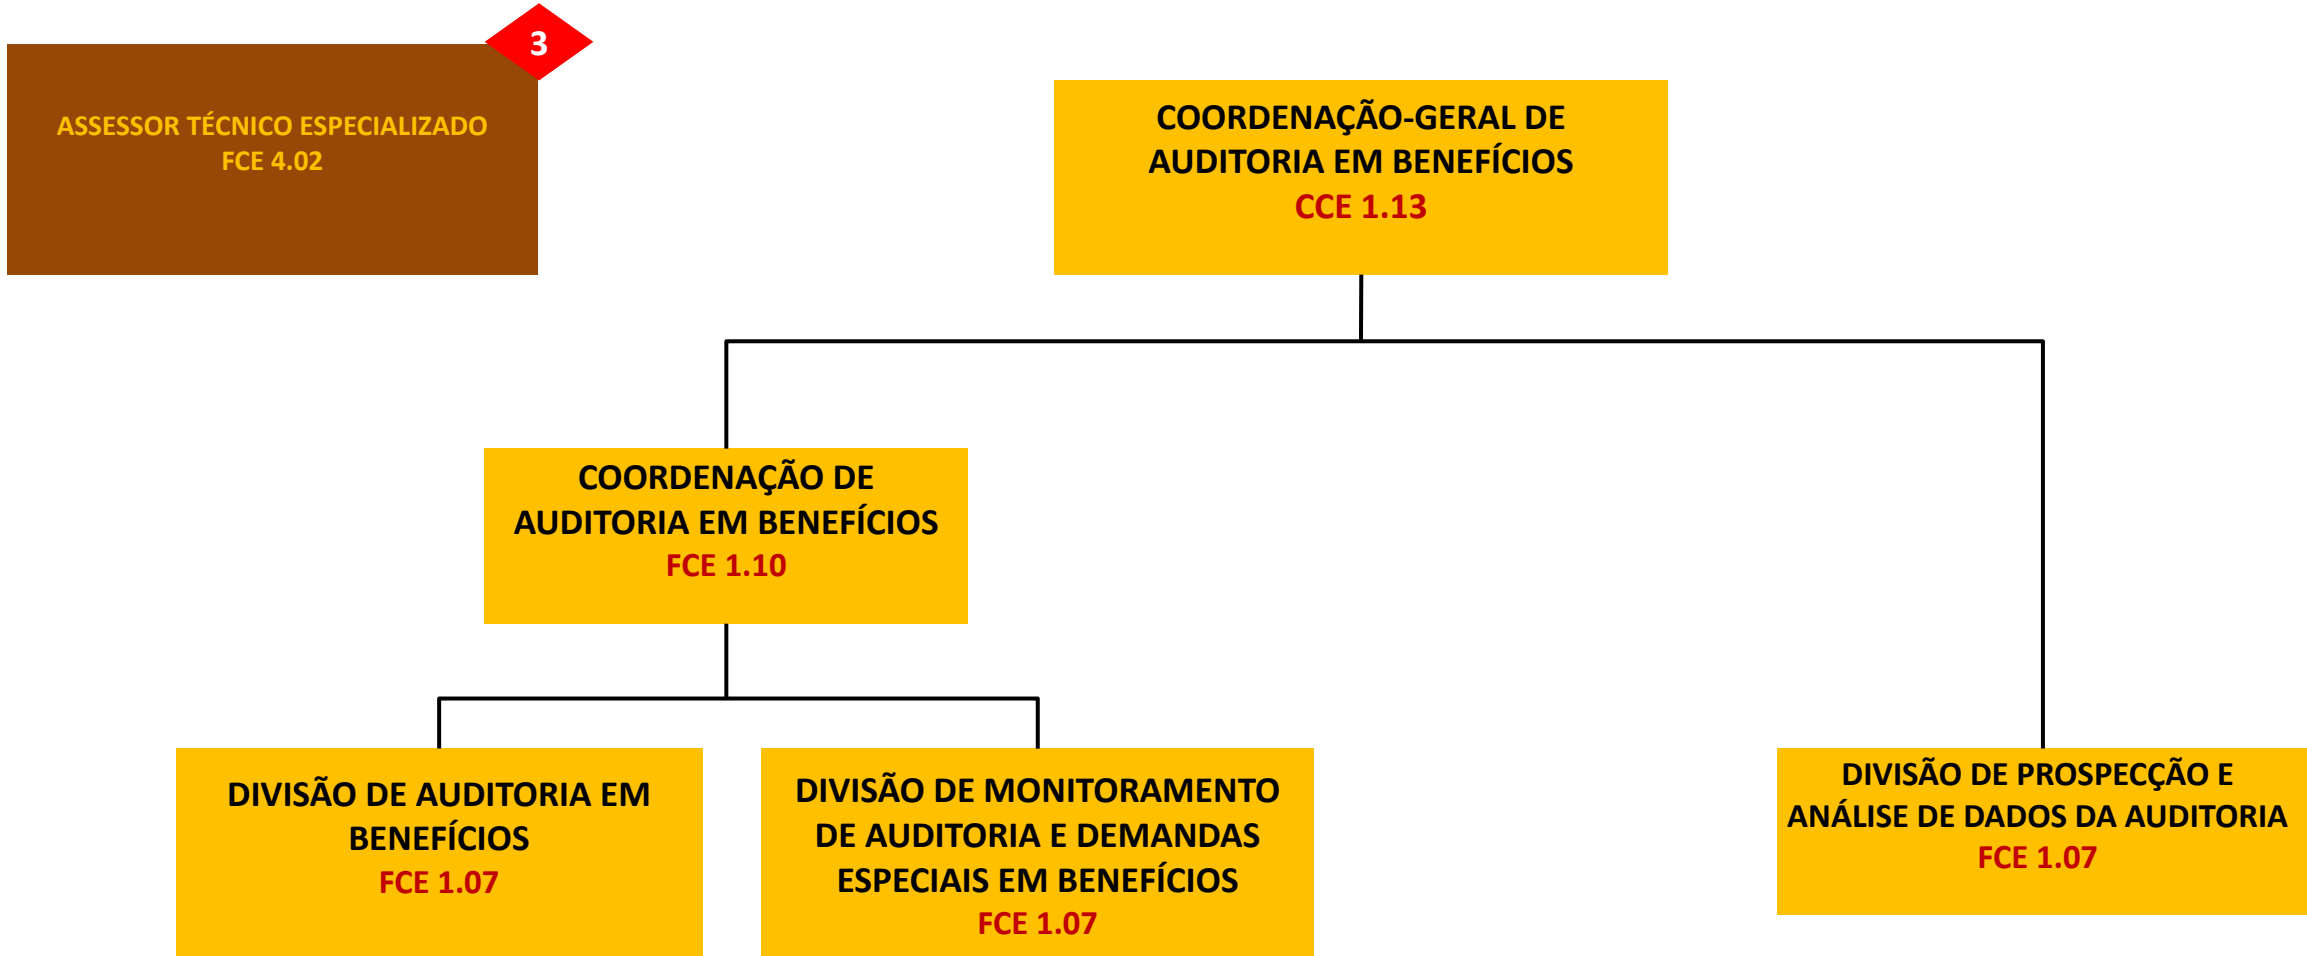 3
ASSESSOR TÉCNICO ESPECIALIZADO
FCE 4.02
COORDENAÇÃO-GERAL DE
AUDITORIA EM BENEFÍCIOS
CCE 1.13
COORDENAÇÃO DE
AUDITORIA EM BENEFÍCIOS
FCE 1.10
DIVISÃO DE AUDITORIA EM
BENEFÍCIOS
FCE 1.07
DIVISÃO DE MONITORAMENTO
DE AUDITORIA E DEMANDAS
ESPECIAIS EM BENEFÍCIOS
FCE 1.07
DIVISÃO DE PROSPECÇÃO E
ANÁLISE DE DADOS DA AUDITORIA
FCE 1.07